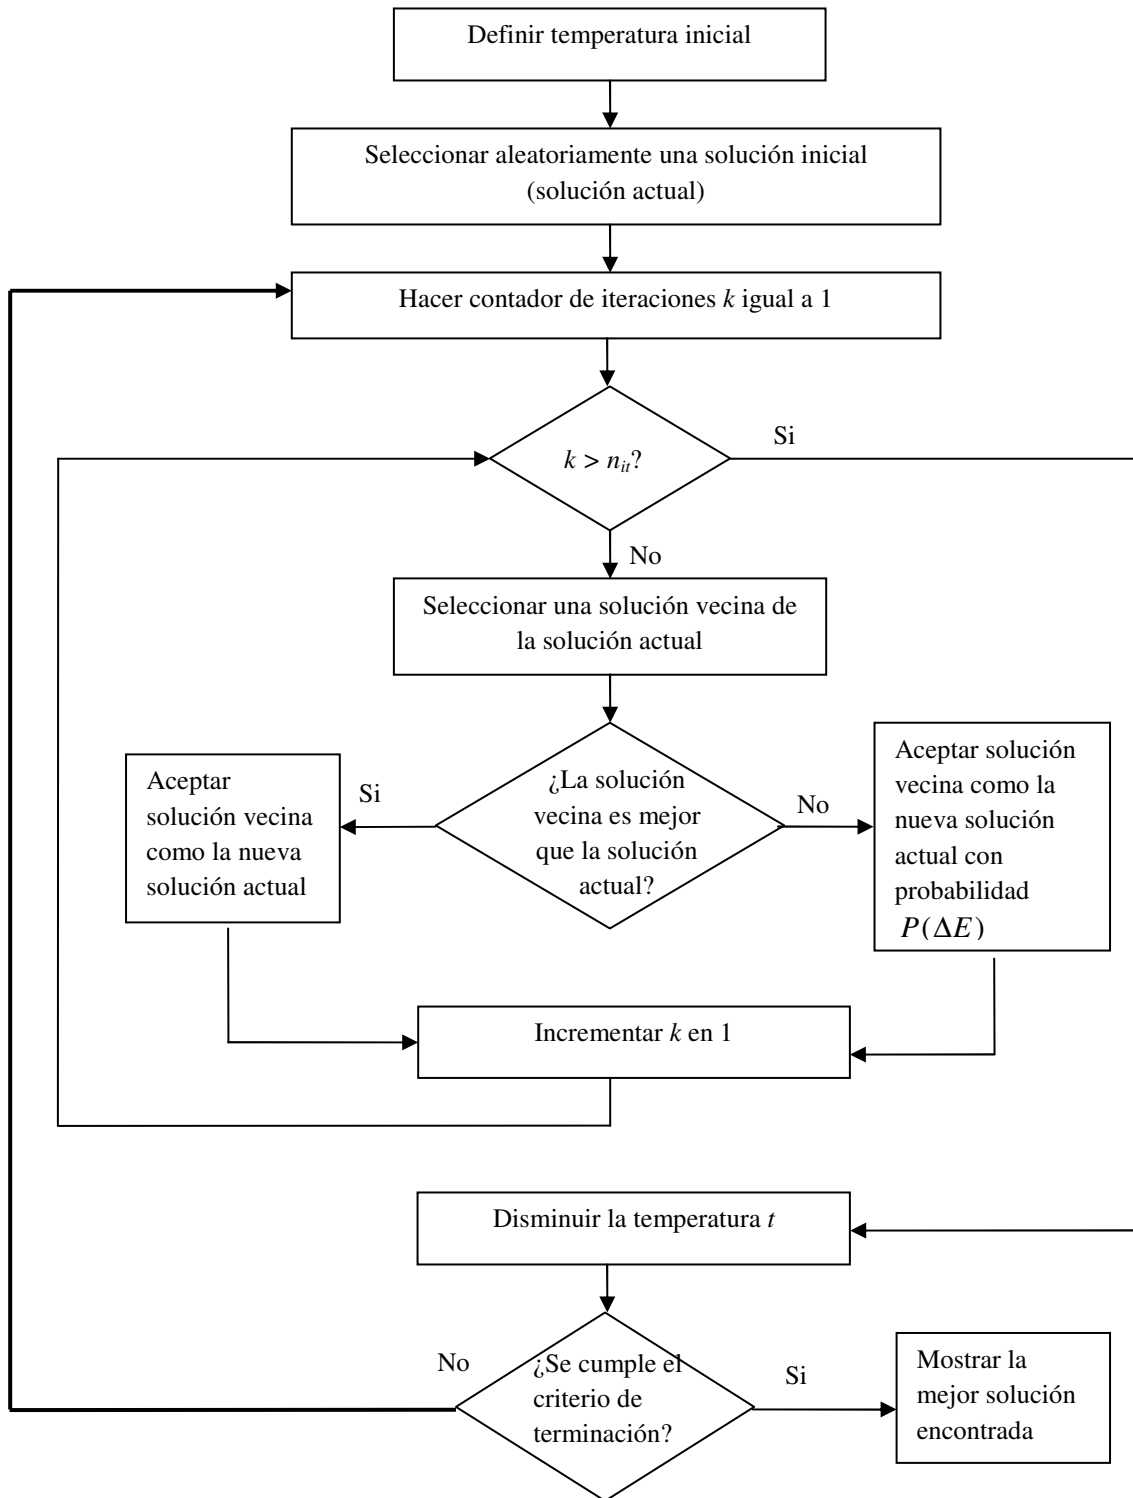 Definir temperatura inicial
Seleccionar aleatoriamente una solución inicial
(solución actual)
Hacer contador de iteraciones k igual a 1
k > nit?
Si
No
Seleccionar una solución vecina de
la solución actual
¿La solución
vecina es mejor
que la solución
actual?
Si
No
Aceptar
solución vecina
como la nueva
solución actual
Aceptar solución
vecina como la
nueva solución
actual con
probabilidad
P(ΔE)
Incrementar k en 1
Disminuir la temperatura t
¿Se cumple el
criterio de
terminación?
No
Si
Mostrar la
mejor solución
encontrada